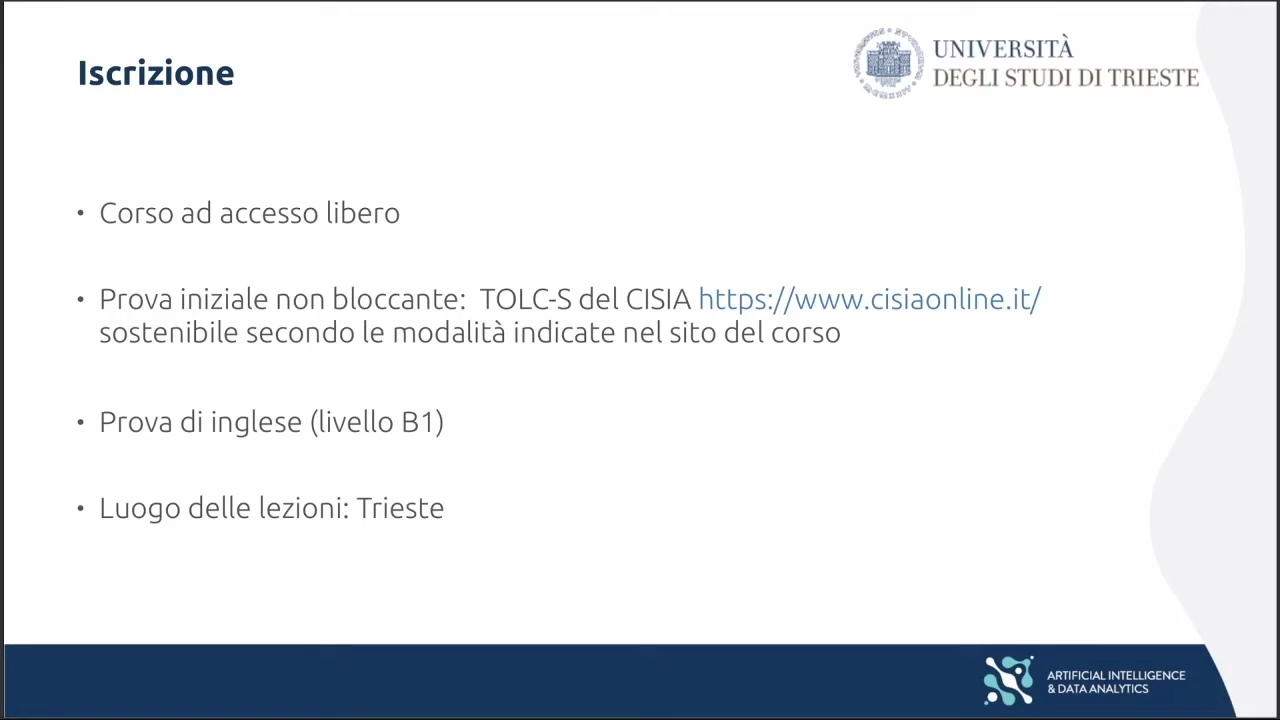 Iscrizione
UNIVERSITÀ
DEGLI STUDI DI TRIESTE
• Corso ad accesso libero
• Prova iniziale non bloccante:  TOLC-S del CISIA https://www.cisiaonline.it/
sostenibile secondo le modalità indicate nel sito del corso
• Prova di inglese (livello B1)
• Luogo delle lezioni: Trieste
ARTIFICIAL INTELLIGENCE
& DATA ANALYTICS